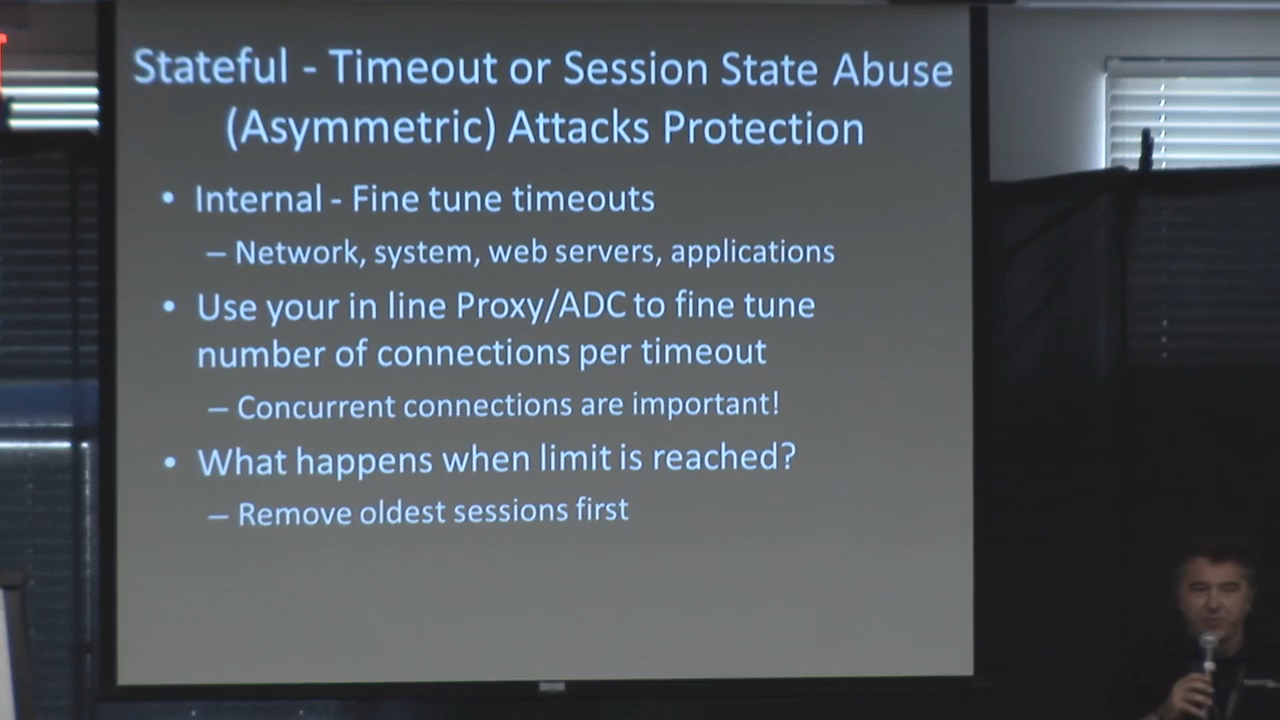 Stateful - Timeout or Session State Abuse
(Asymmetric) Attacks Protection
• Internal - Fine tune timeouts
– Network, system, web servers, applications
• Use your in line Proxy/ADC to fine tune
number of connections per timeout
– Concurrent connections are important!
• What happens when limit is reached?
– Remove oldest sessions first